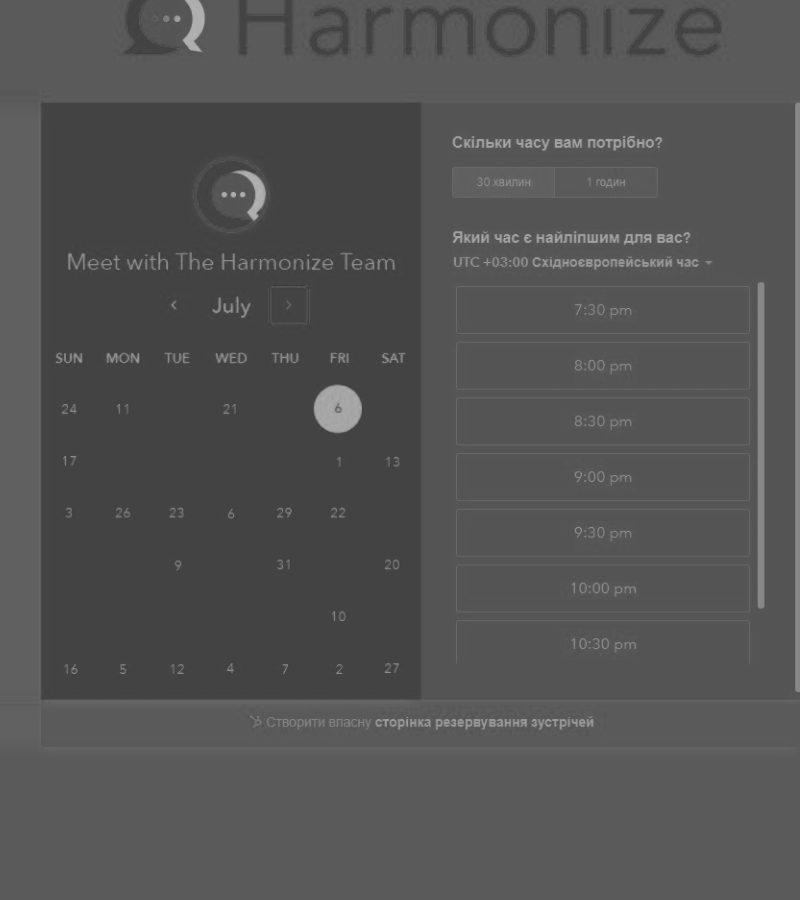 Harmonize
Meet with The Harmonize Team
July
SUN MON TUE WED THU FRI SAT
24 11 21 6
17 1 13
3 26 23 6 29 22
9 31 20
10
16 5 12 4 7 2 27
Скільки часу вам потрібно?
30 хвилин 1 годин
Який час є найліпшим для вас?
UTC +03:00 Східноєвропейський час
7:30 pm
8:00 pm
8:30 pm
9:00 pm
9:30 pm
10:00 pm
10:30 pm
Створити власну сторінка резервування зустрічей